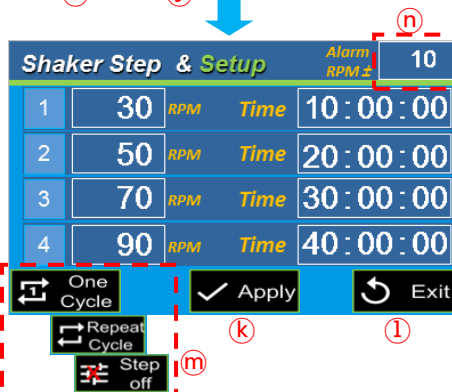 ⓝ
Shaker Step & Setup Alarm RPM± 10
1 30 RPM Time 10:00:00
2 50 RPM Time 20:00:00
3 70 RPM Time 30:00:00
4 90 RPM Time 40:00:00
1 One Cycle Apply Exit
Repeat Cycle ⓚ ⓛ
Step off ⓜ